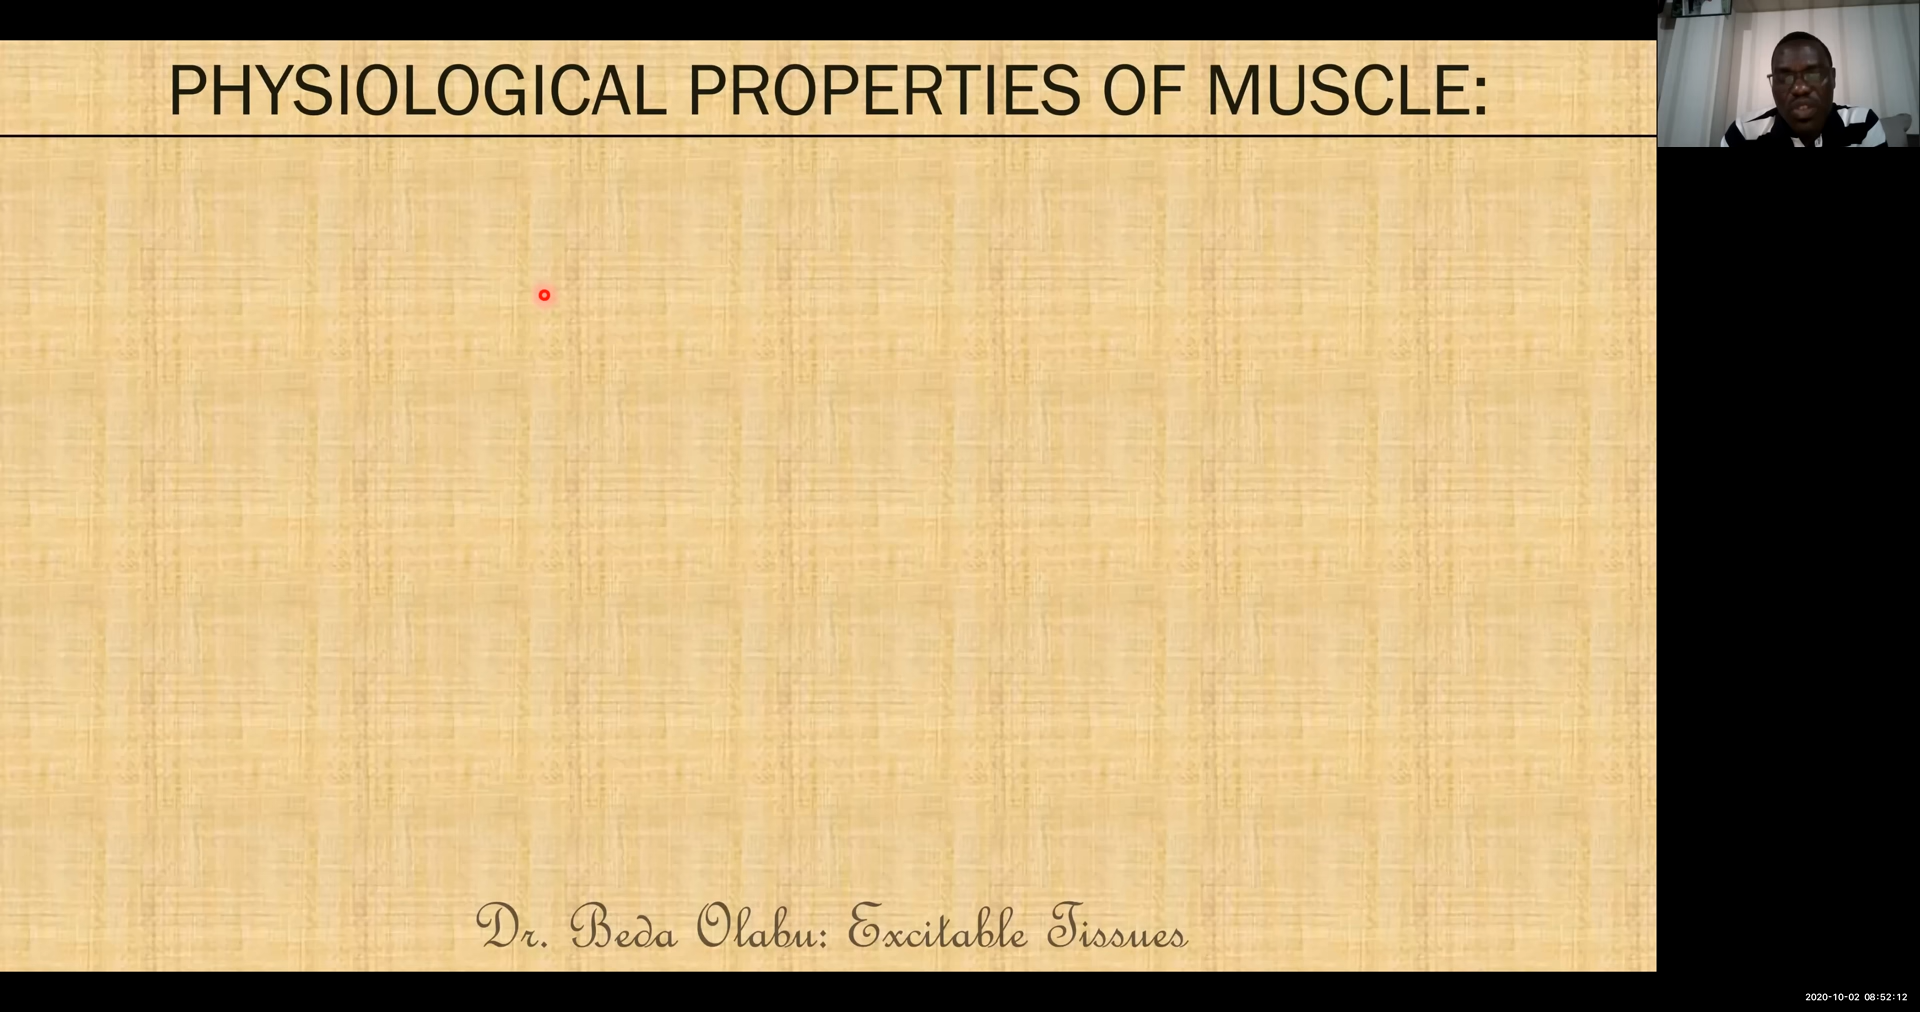 PHYSIOLOGICAL PROPERTIES OF MUSCLE:
Dr. Beda Olabu: Excitable Tissues
2020-10-02 08:52:12